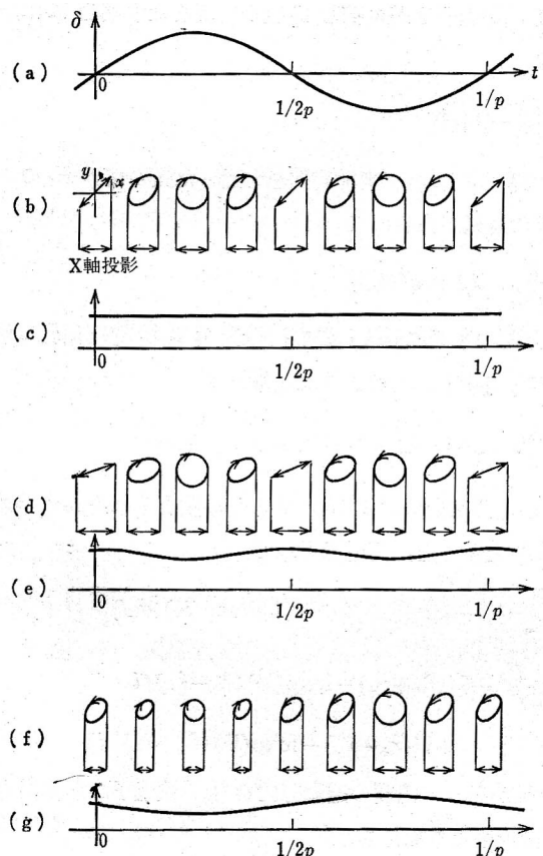 δ
(a)
0
1/2p
1/p
t
y
x
(b)
X軸投影
(c)
0
1/2p
1/p
(d)
(e)
0
1/2p
1/p
(f)
(g)
0
1/2p
1/p